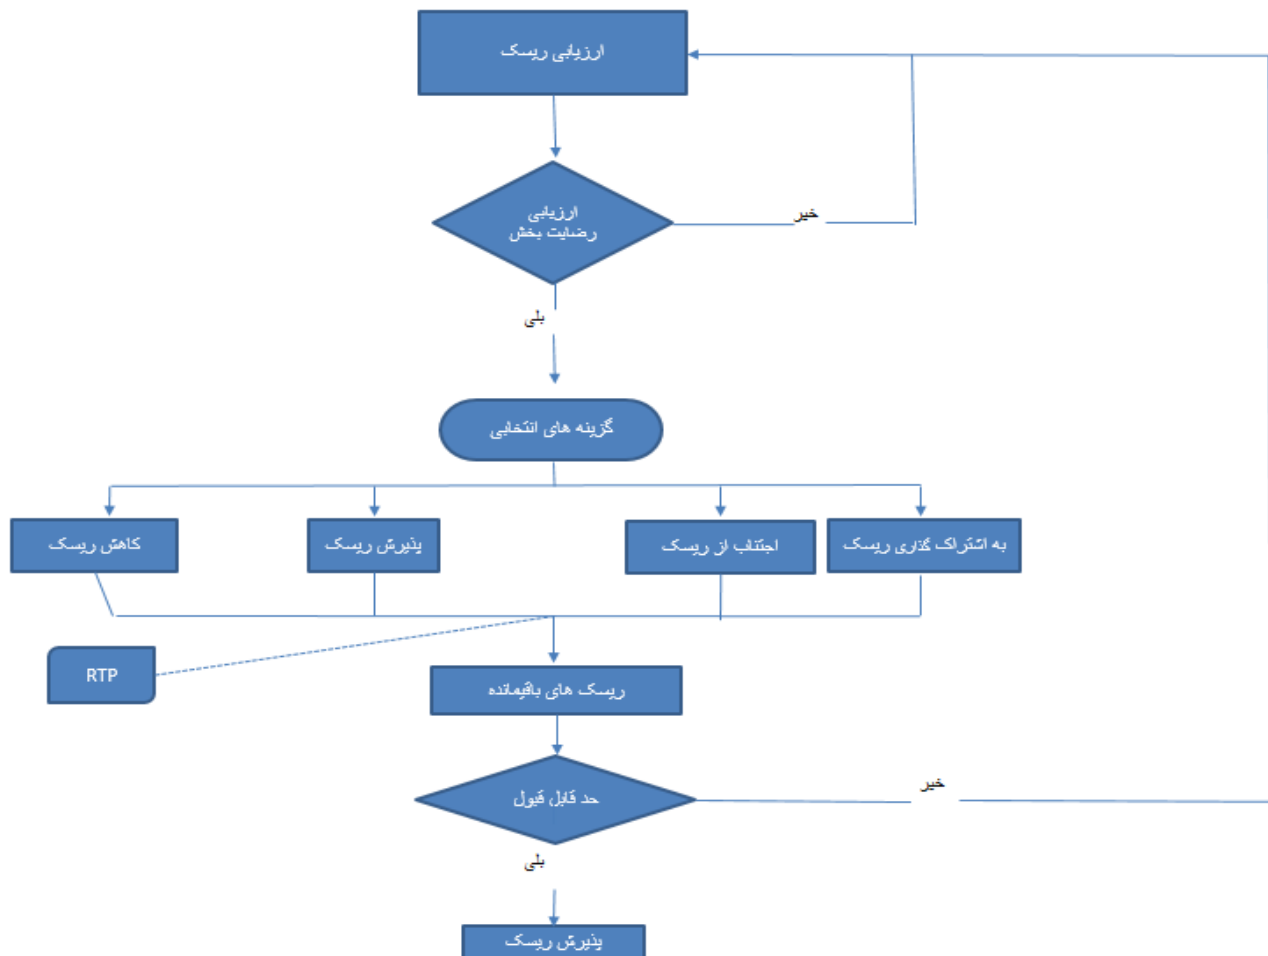 ارزیابی ریسک
ارزیابی
رضایت بخش
خیر
بلی
گزینه های انتخابی
به اشتراک گذاری ریسک
اجتناب از ریسک
پذیرش ریسک
کاهش ریسک
RTP
ریسک های باقیمانده
حد قابل قبول
خیر
بلی
پذیرش ریسک